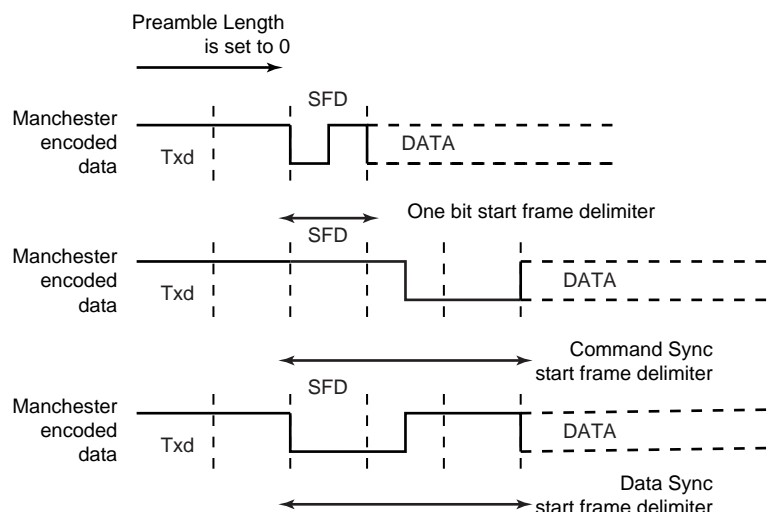 Preamble Length
is set to 0
SFD
Manchester
encoded
data
Txd
DATA
One bit start frame delimiter
SFD
Manchester
encoded
data
Txd
DATA
Command Sync
start frame delimiter
SFD
Manchester
encoded
data
Txd
DATA
Data Sync
start frame delimiter